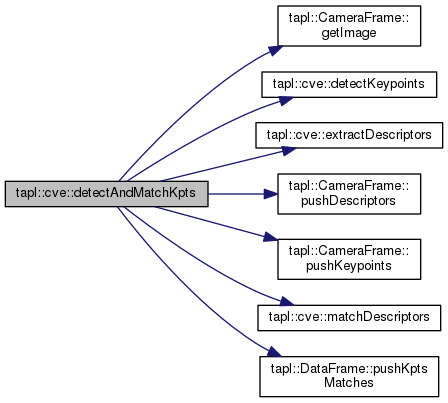 tapl::CameraFrame::
getImage
tapl::cve::detectKeypoints
tapl::cve::extractDescriptors
tapl::cve::detectAndMatchKpts
tapl::CameraFrame::
pushDescriptors
tapl::CameraFrame::
pushKeypoints
tapl::cve::matchDescriptors
tapl::DataFrame::pushKpts
Matches